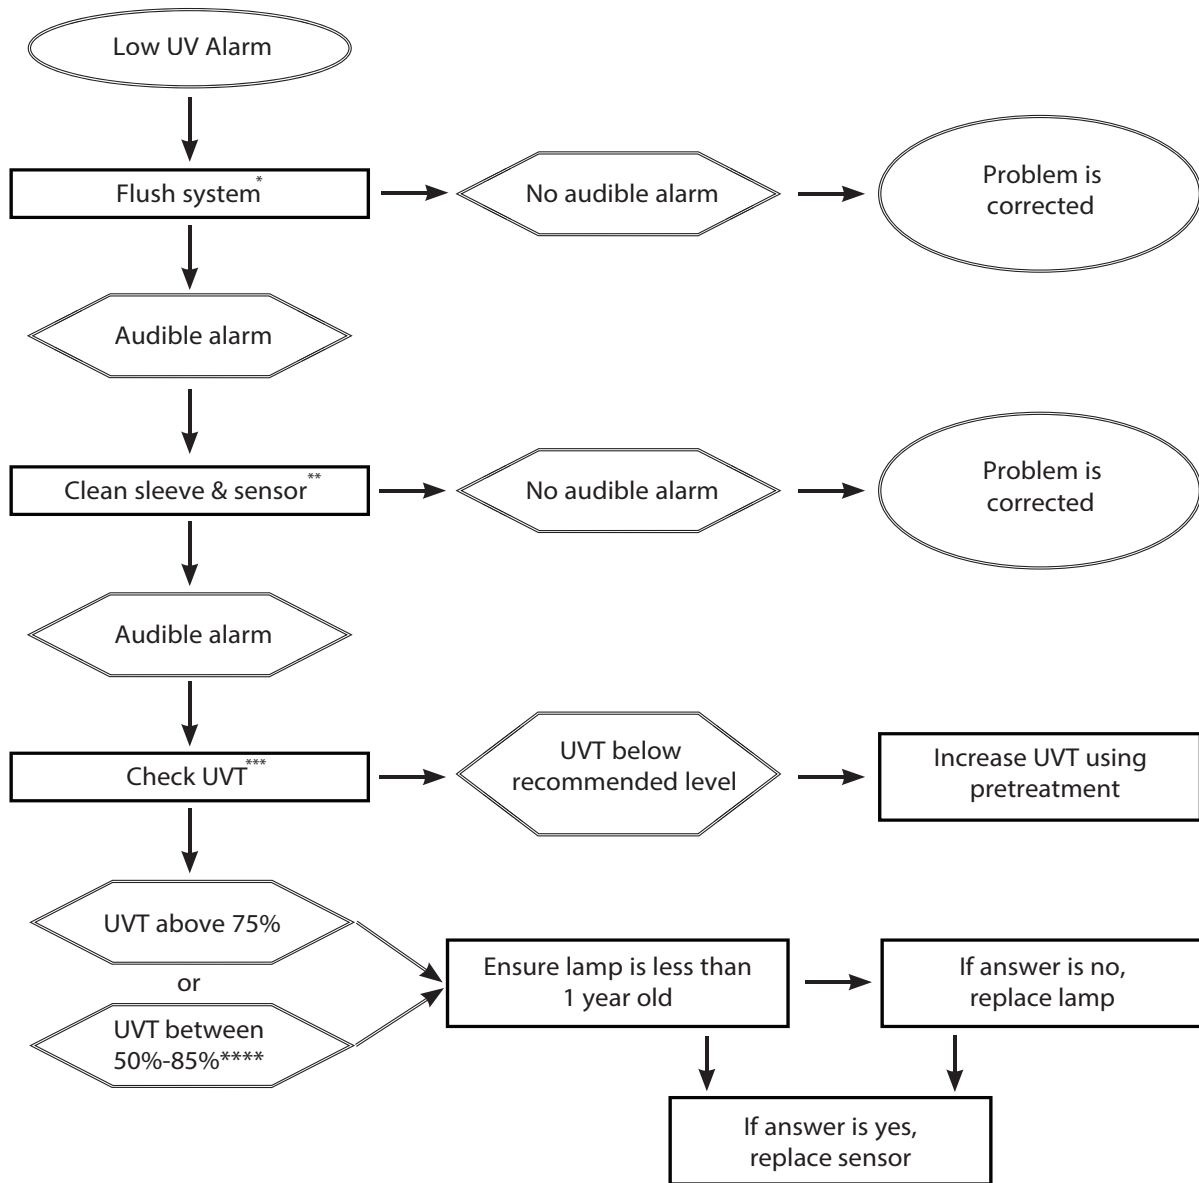 Low UV Alarm
Flush system*
No audible alarm
Problem is
corrected
Audible alarm
Clean sleeve & sensor**
No audible alarm
Problem is
corrected
Audible alarm
Check UVT***
UVT below
recommended level
Increase UVT using
pretreatment
UVT above 75%
or
UVT between
50%-85%****
Ensure lamp is less than
1 year old
If answer is no,
replace lamp
If answer is yes,
replace sensor